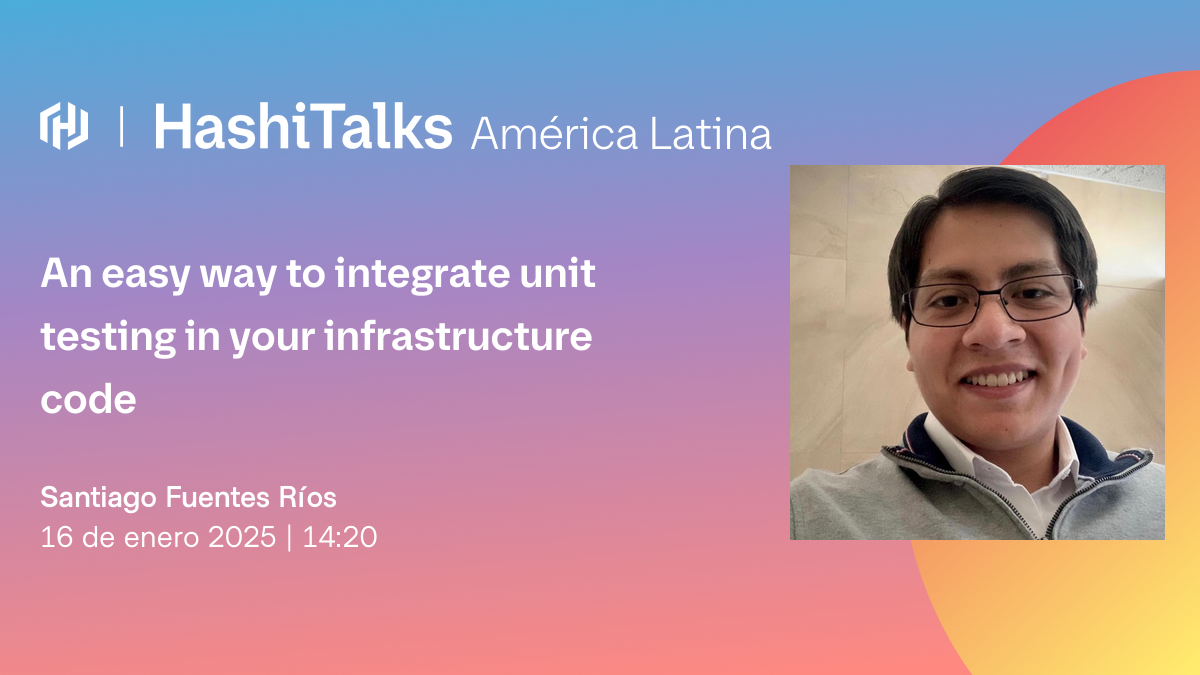 HashiTalks América Latina
An easy way to integrate unit
testing in your infrastructure
code
Santiago Fuentes Ríos
16 de enero 2025 | 14:20